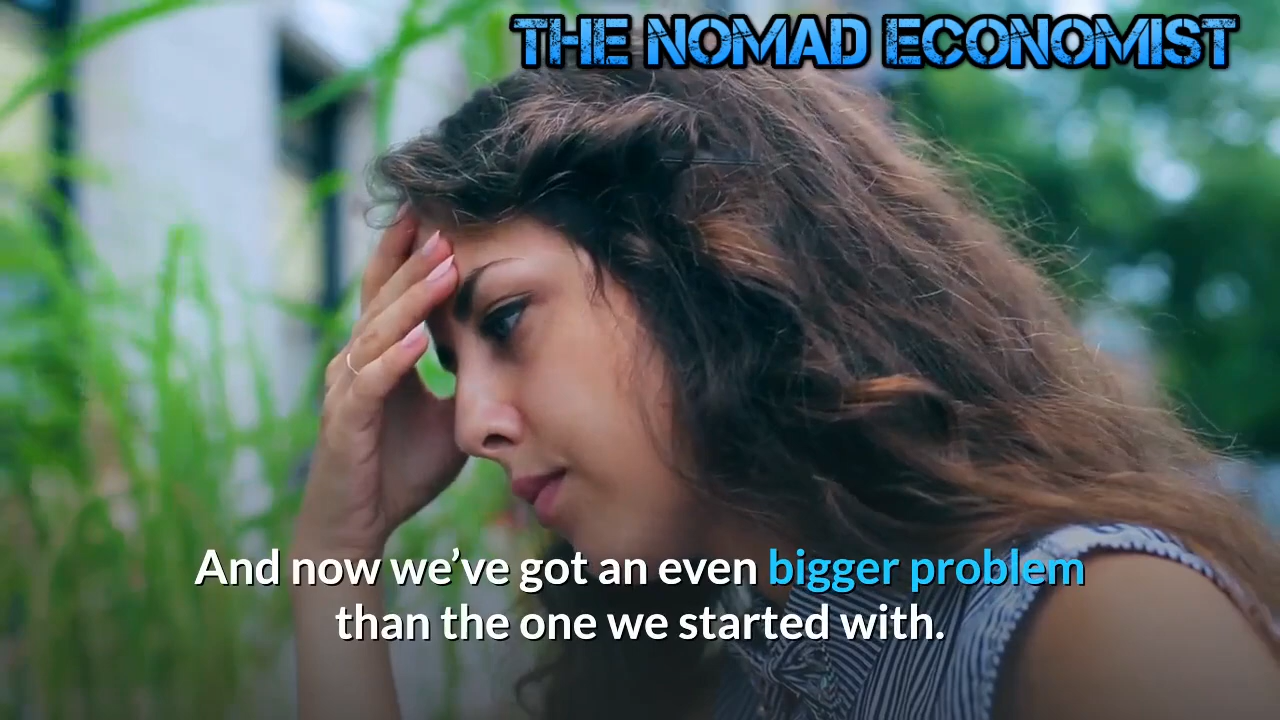 THE NOMAD ECONOMIST
And now we’ve got an even bigger problem
than the one we started with.